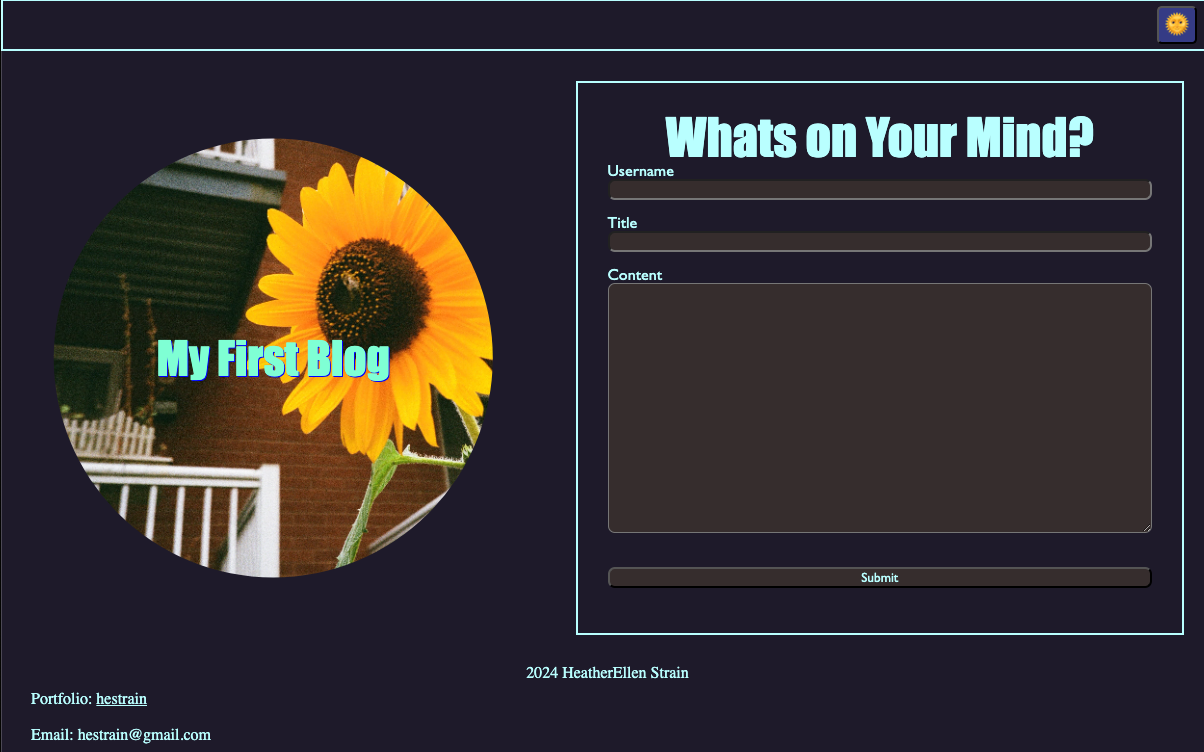 My First Blog
Whats on Your Mind?
Username
Title
Content
Submit
2024 HeatherEllen Strain
Portfolio: hestrain
Email: hestrain@gmail.com